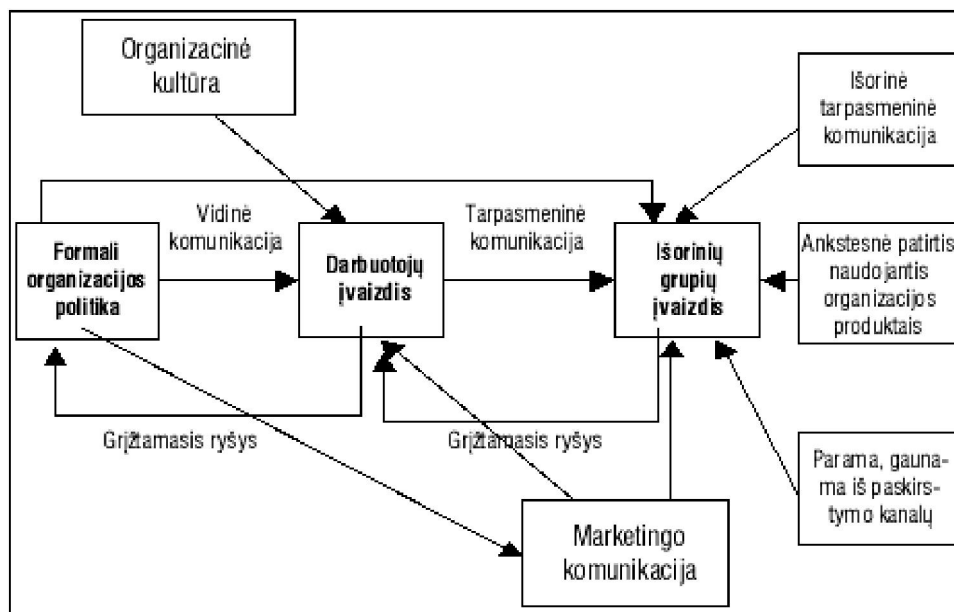 Organizacinė
kultūra
Išorinė
tarpasmeninė
komunikacija
Vidinė
komunikacija
Tarpasmeninė
komunikacija
Formali
organizacijos
politika
Darbuotojų
įvaizdis
Išorinių
grupių
įvaizdis
Ankstesnė patirtis
naudojantis
organizacijos
produktais
Grįžtamasis ryšys
Grįžtamasis ryšys
Parama, gauna-
ma iš paskirs-
tymo kanalų
Marketingo
komunikacija